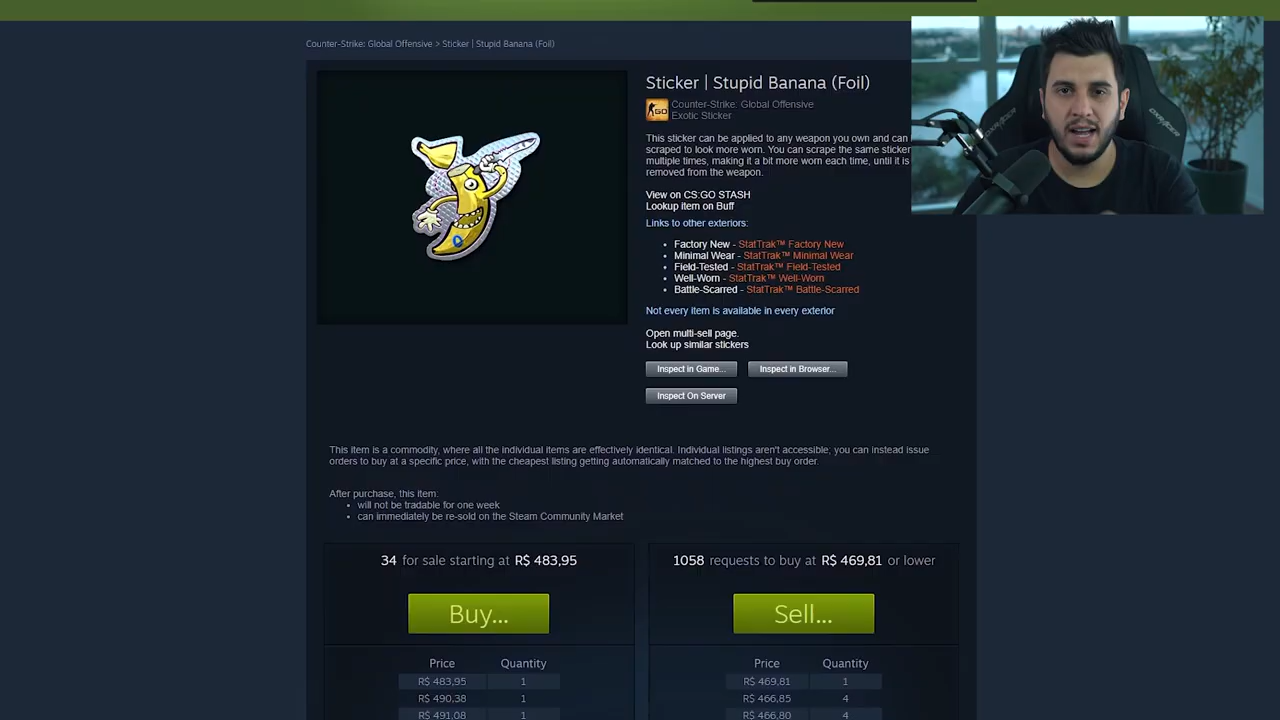 Counter-Strike: Global Offensive > Sticker | Stupid Banana (Foil)
Sticker | Stupid Banana (Foil)
Counter-Strike: Global Offensive
Exotic Sticker
This sticker can be applied to any weapon you own and can
scraped to look more worn. You can scrape the same sticker
multiple times, making it a bit more worn each time, until it is
removed from the weapon.
View on CS:GO STASH
Lookup item on Buff
Links to other exteriors:
Factory New - StatTrak™ Factory New
Minimal Wear - StatTrak™ Minimal Wear
Field-Tested - StatTrak™ Field-Tested
Well-Worn - StatTrak™ Well-Worn
Battle-Scarred - StatTrak™ Battle-Scarred
Not every item is available in every exterior
Open multi-sell page.
Look up similar stickers
Inspect in Game...
Inspect in Browser...
Inspect On Server
This item is a commodity, where all the individual items are effectively identical. Individual listings aren't accessible; you can instead issue
orders to buy at a specific price, with the cheapest listing getting automatically matched to the highest buy order.
After purchase, this item:
will not be tradable for one week
can immediately be re-sold on the Steam Community Market
34 for sale starting at R$ 483,95
Buy...
Price Quantity
R$ 483,95 1
R$ 490,38 1
R$ 491,08 1
1058 requests to buy at R$ 469,81 or lower
Sell...
Price Quantity
R$ 469,81 1
R$ 466,85 4
R$ 466,80 4